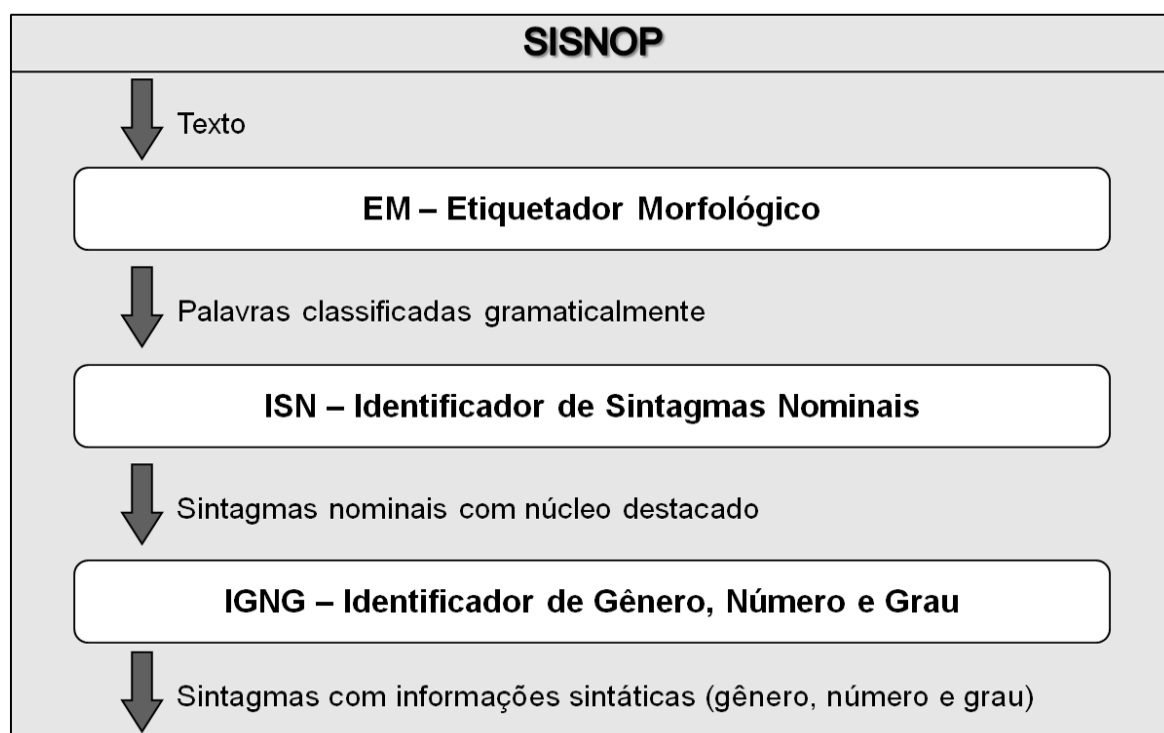 SISNOP
Texto
EM – Etiquetador Morfológico
Palavras classificadas gramaticalmente
ISN – Identificador de Sintagmas Nominais
Sintagmas nominais com núcleo destacado
IGNG – Identificador de Gênero, Número e Grau
Sintagmas com informações sintáticas (gênero, número e grau)